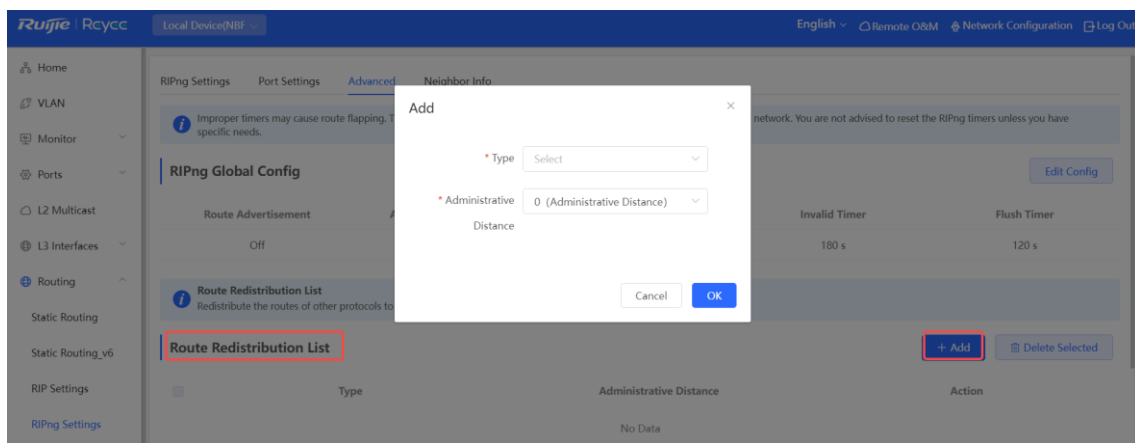 Ruijie | Rcycc
Local Device(NBF
English
Remote O&M
Network Configuration
Log Out
Home
VLAN
Monitor
Ports
L2 Multicast
L3 Interfaces
Routing
Static Routing
Static Routing_v6
RIP Settings
RIPng Settings
RIPng Settings Port Settings Advanced Neighbor Info
Improper timers may cause route flapping. T
network. You are not advised to reset the RIPng timers unless you have
specific needs.
RIPng Global Config
Edit Config
Route Advertisement
Invalid Timer
Flush Timer
Off
180 s
120 s
Route Redistribution List
Redistribute the routes of other protocols to
Route Redistribution List
+ Add
Delete Selected
Type
Administrative Distance
Action
No Data
Add
* Type
Select
* Administrative
Distance
0 (Administrative Distance)
Cancel
OK